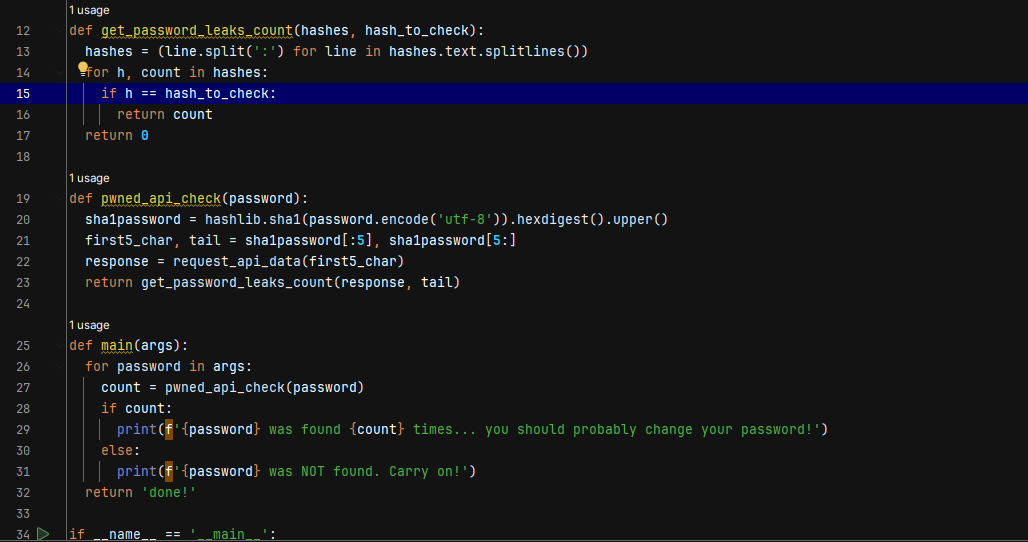 1 usage
12 def get_password_leaks_count(hashes, hash_to_check):
13 hashes = (line.split(':') for line in hashes.text.splitlines())
14 for h, count in hashes:
15 if h == hash_to_check:
16 return count
17 return 0
18
1 usage
19 def pwned_api_check(password):
20 sha1password = hashlib.sha1(password.encode('utf-8')).hexdigest().upper()
21 first5_char, tail = sha1password[:5], sha1password[5:]
22 response = request_api_data(first5_char)
23 return get_password_leaks_count(response, tail)
24
1 usage
25 def main(args):
26 for password in args:
27 count = pwned_api_check(password)
28 if count:
29 print(f'{password} was found {count} times... you should probably change your password!')
30 else:
31 print(f'{password} was NOT found. Carry on!')
32 return 'done!'
33
34 if __name__ == '__main__':